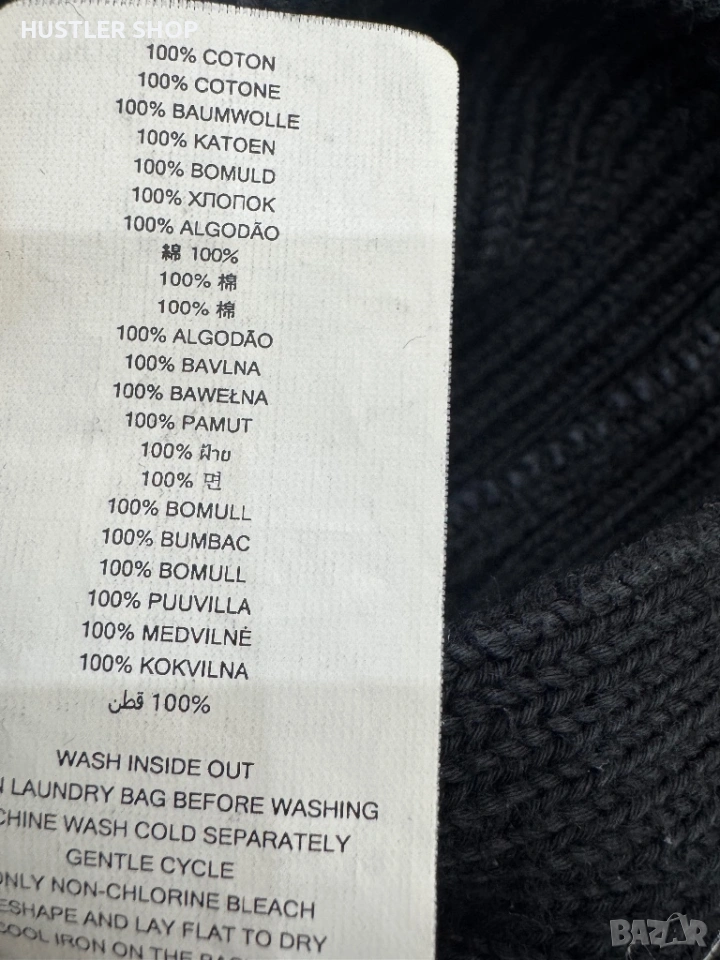 HUSTLER SHOP
100% COTON
100% COTONE
100% BAUMWOLLE
100% KATOEN
100% BOMULD
100% ХЛОПОК
100% ALGODÃO
綿 100%
100% 棉
100% 棉
100% ALGODÃO
100% BAVLNA
100% BAWEŁNA
100% PAMUT
100% ฝ้าย
100% 면
100% BOMULL
100% BUMBAC
100% BOMULL
100% PUUVILLA
100% MEDVILNĖ
100% KOKVILNA
100% قطن
WASH INSIDE OUT
LAUNDRY BAG BEFORE WASHING
CHINE WASH COLD SEPARATELY
GENTLE CYCLE
ONLY NON-CHLORINE BLEACH
ESHAPE AND LAY FLAT TO DRY
COOL IRON ON THE
BAZAR